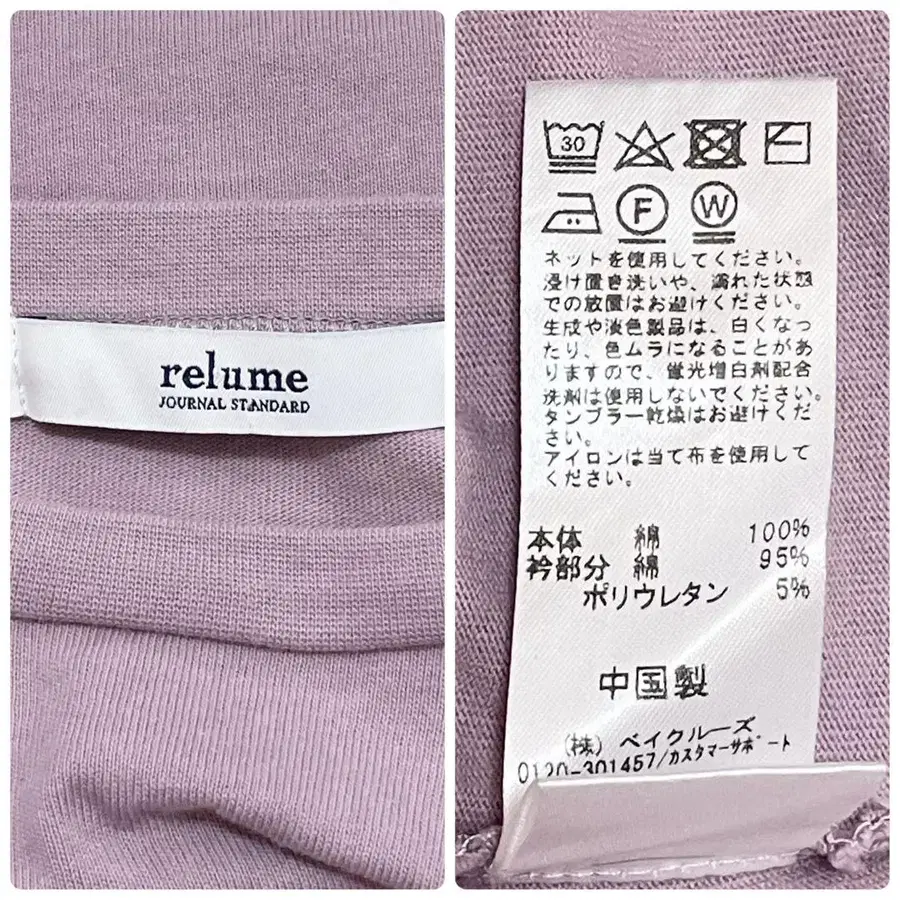 relume
JOURNAL STANDARD
30
F W
ネットを使用してください。
浸け置き洗いや、濡れた状態
での放置はお避けください。
生成や淡色製品は、白くなっ
たり、色ムラになることがあ
りますので、蛍光増白剤配合
洗剤は使用しないでください。
タンブラー乾燥はお避けくだ
さい。
アイロンは当て布を使用して
ください。
本体 綿 100%
衿部分 綿 95%
ポリウレタン 5%
中国製
(株) ベイクルーズ
0120-301457/カスタマーサポート